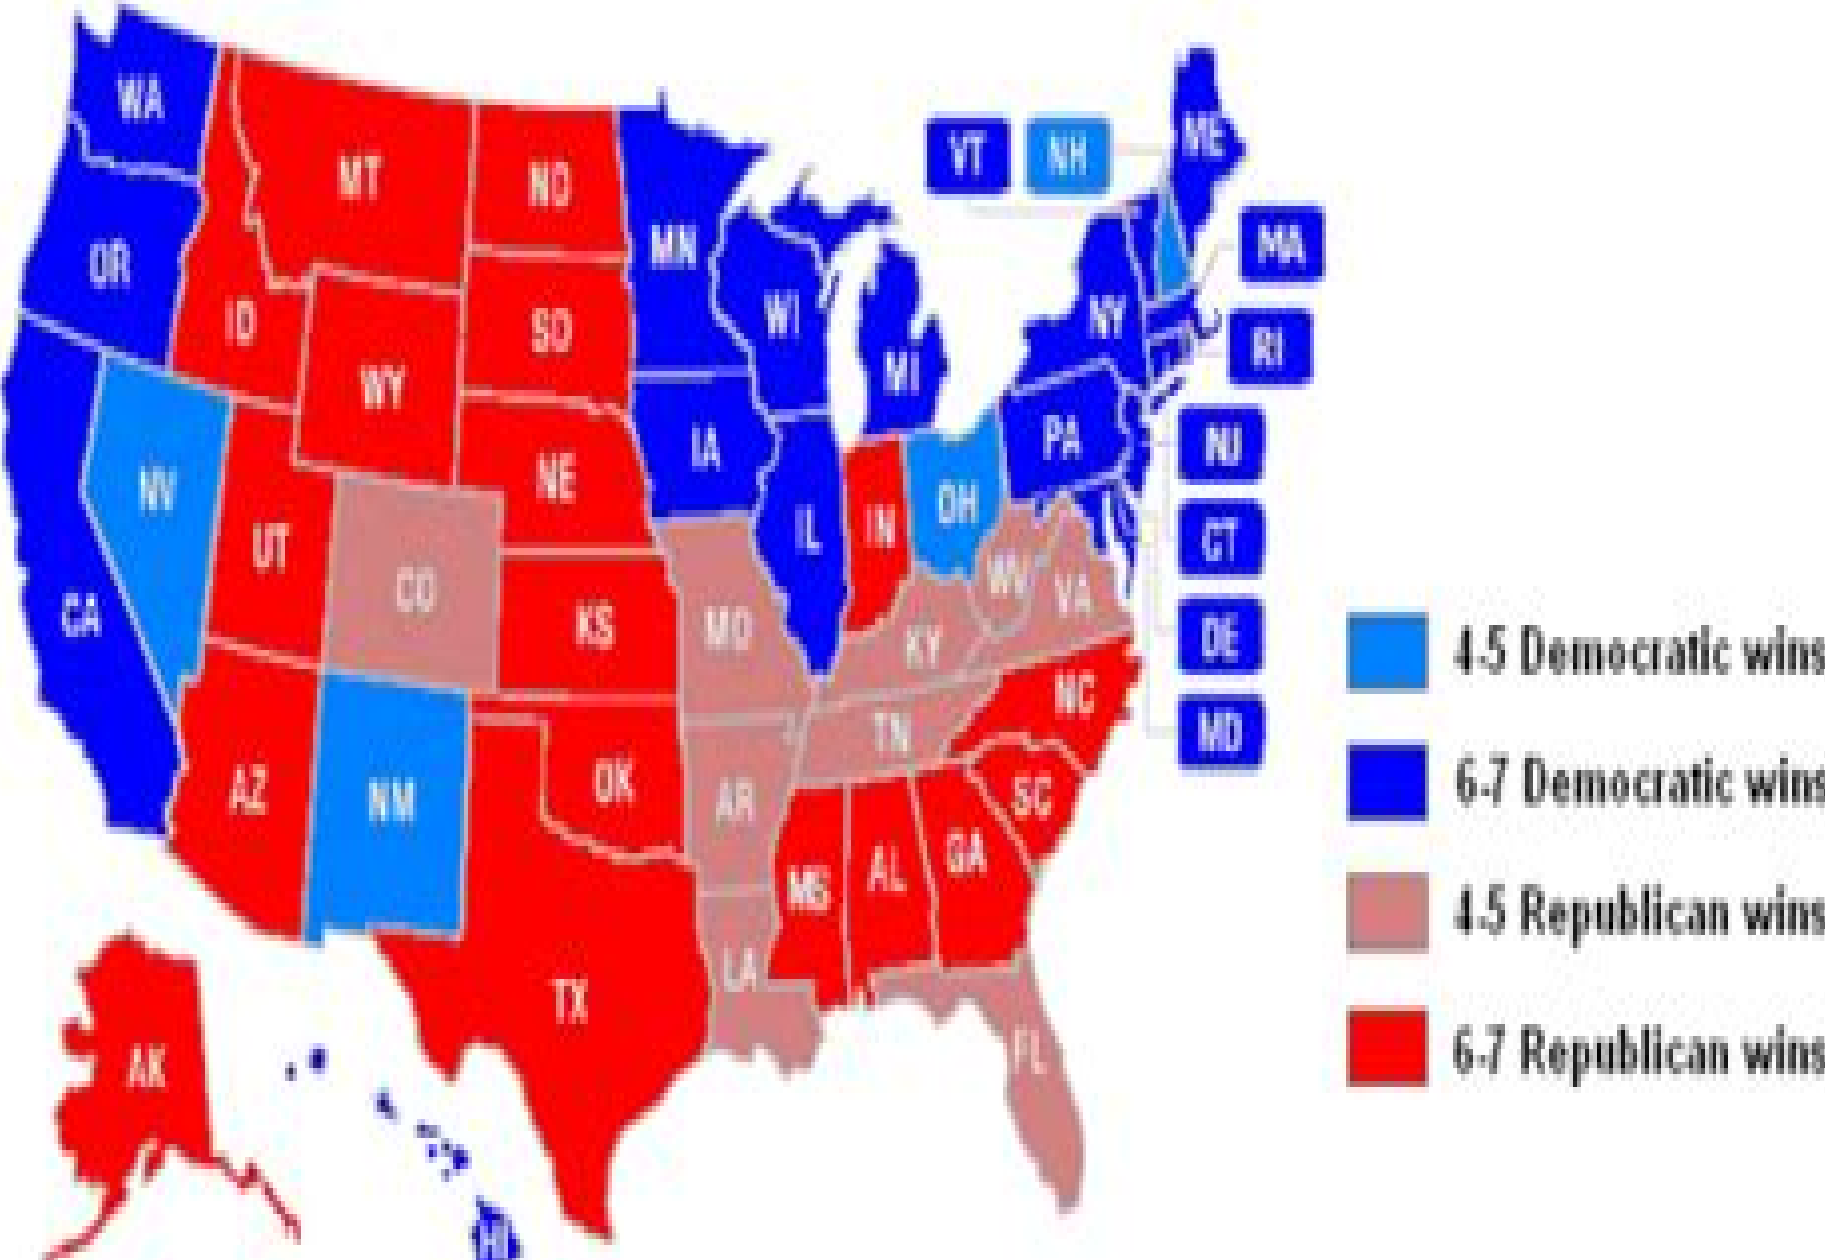 WA
MT
ND
VT
NH
ME
MN
OR
MA
ID
SD
WI
NY
RI
WY
MI
NV
IA
PA
NJ
NE
UT
IL
IN
OH
CT
CA
CO
KS
MO
KY
WV
VA
DE
4-5 Democratic wins
NC
AZ
NM
OK
AR
TN
SC
MD
6-7 Democratic wins
MS
AL
GA
4-5 Republican wins
TX
LA
FL
AK
6-7 Republican wins
HI